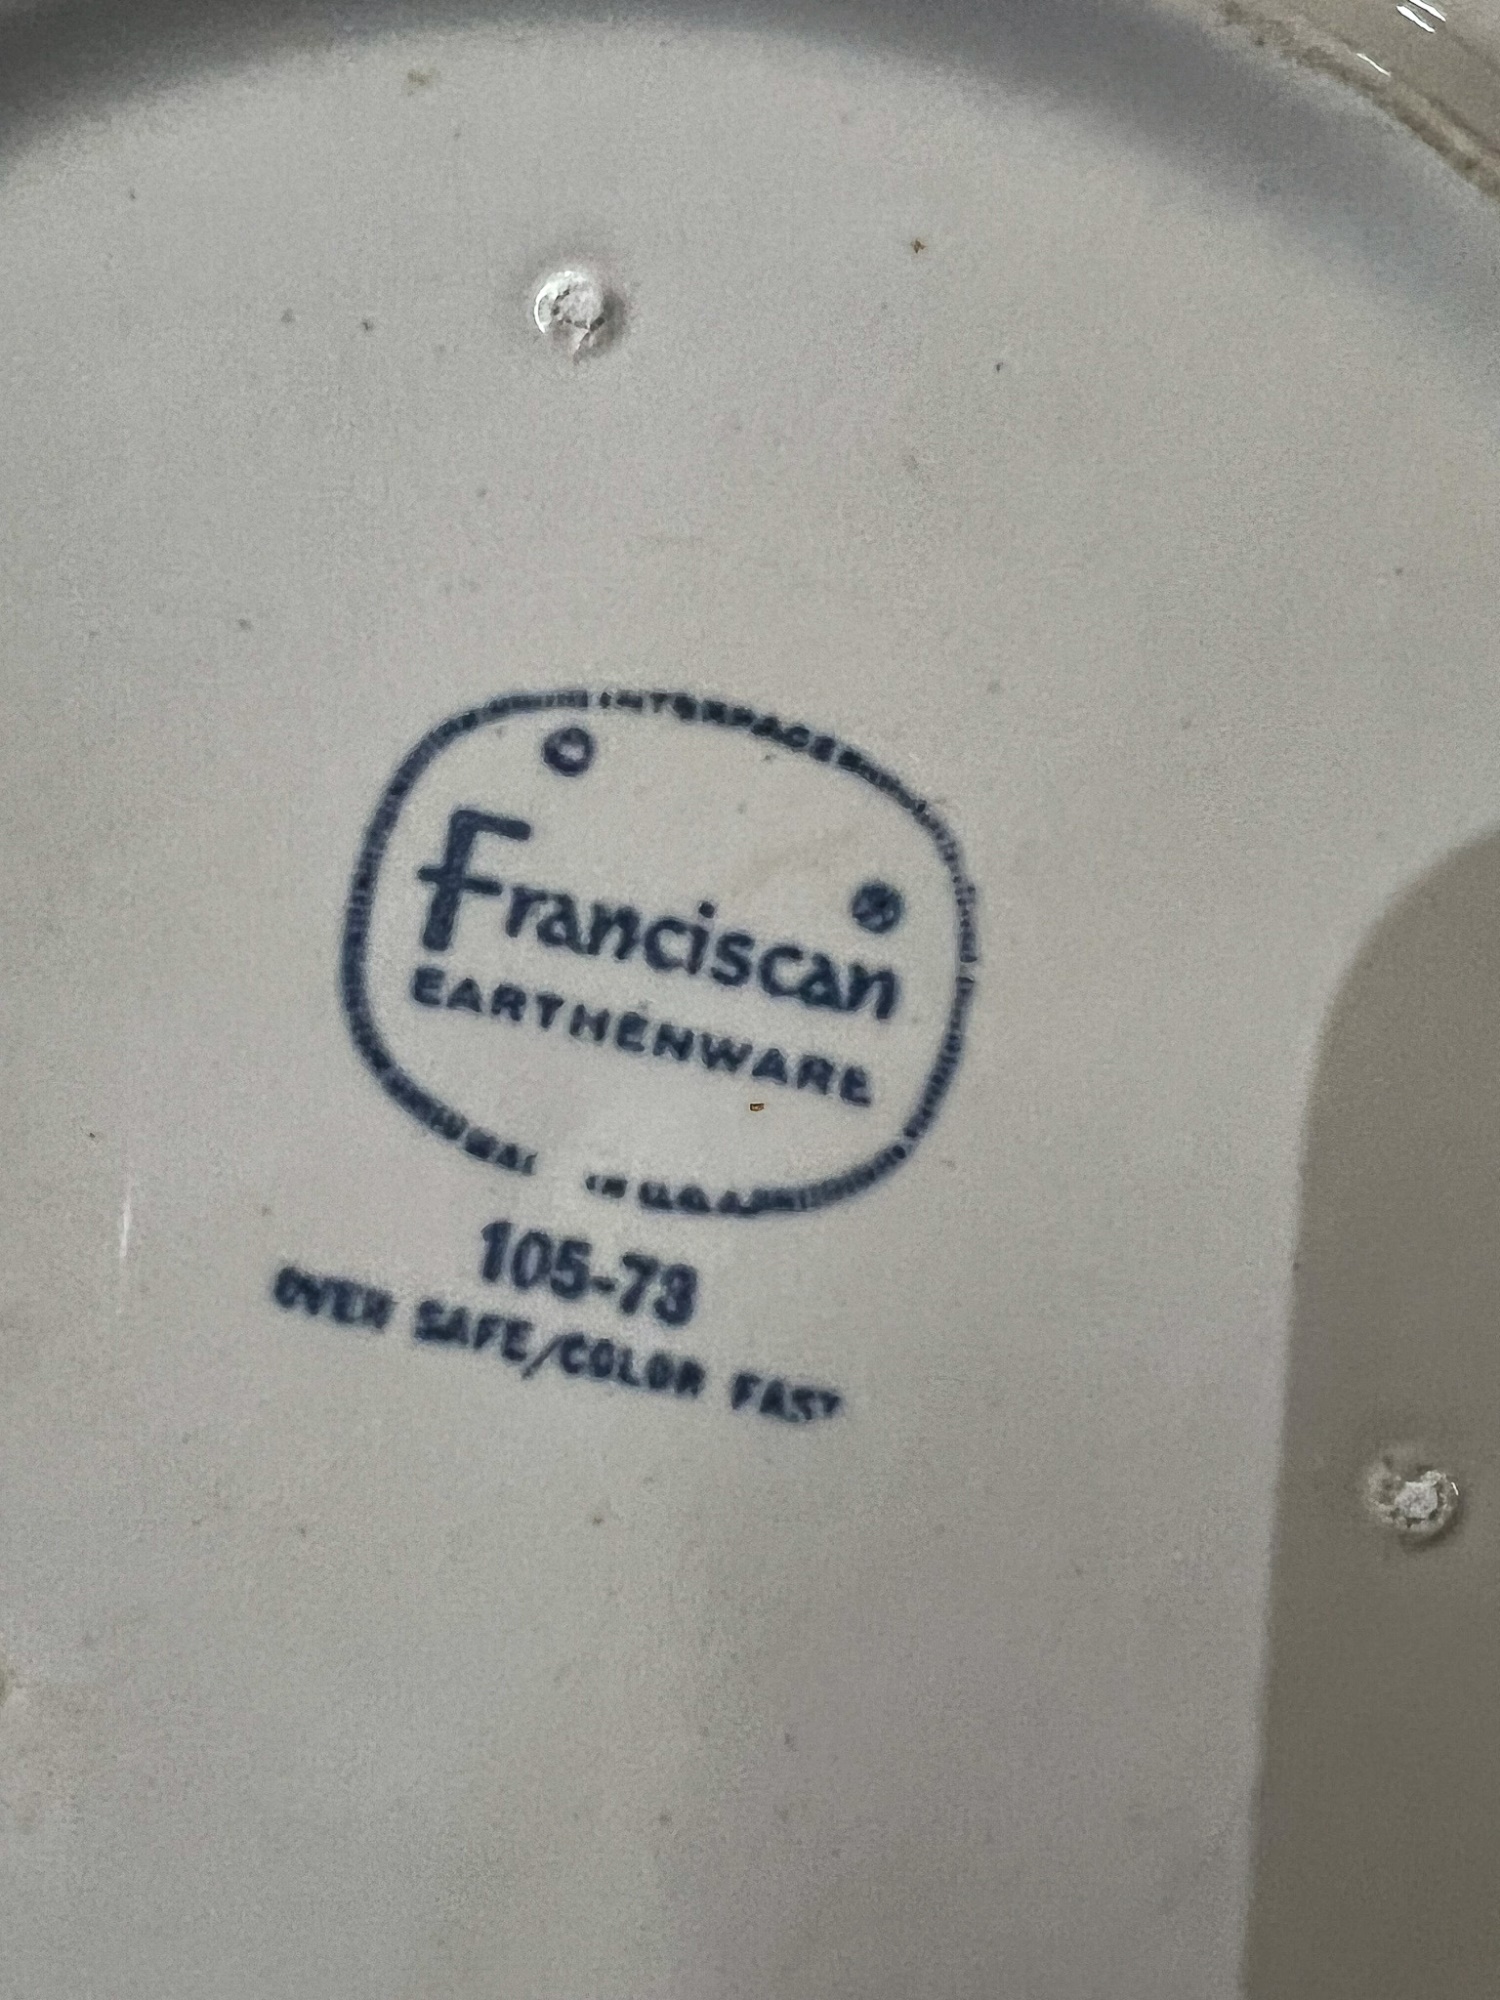 INTERPACE
©
Franciscan
®
EARTHENWARE
IN U.S.A.
105-73
OVEN SAFE/COLOR FAST